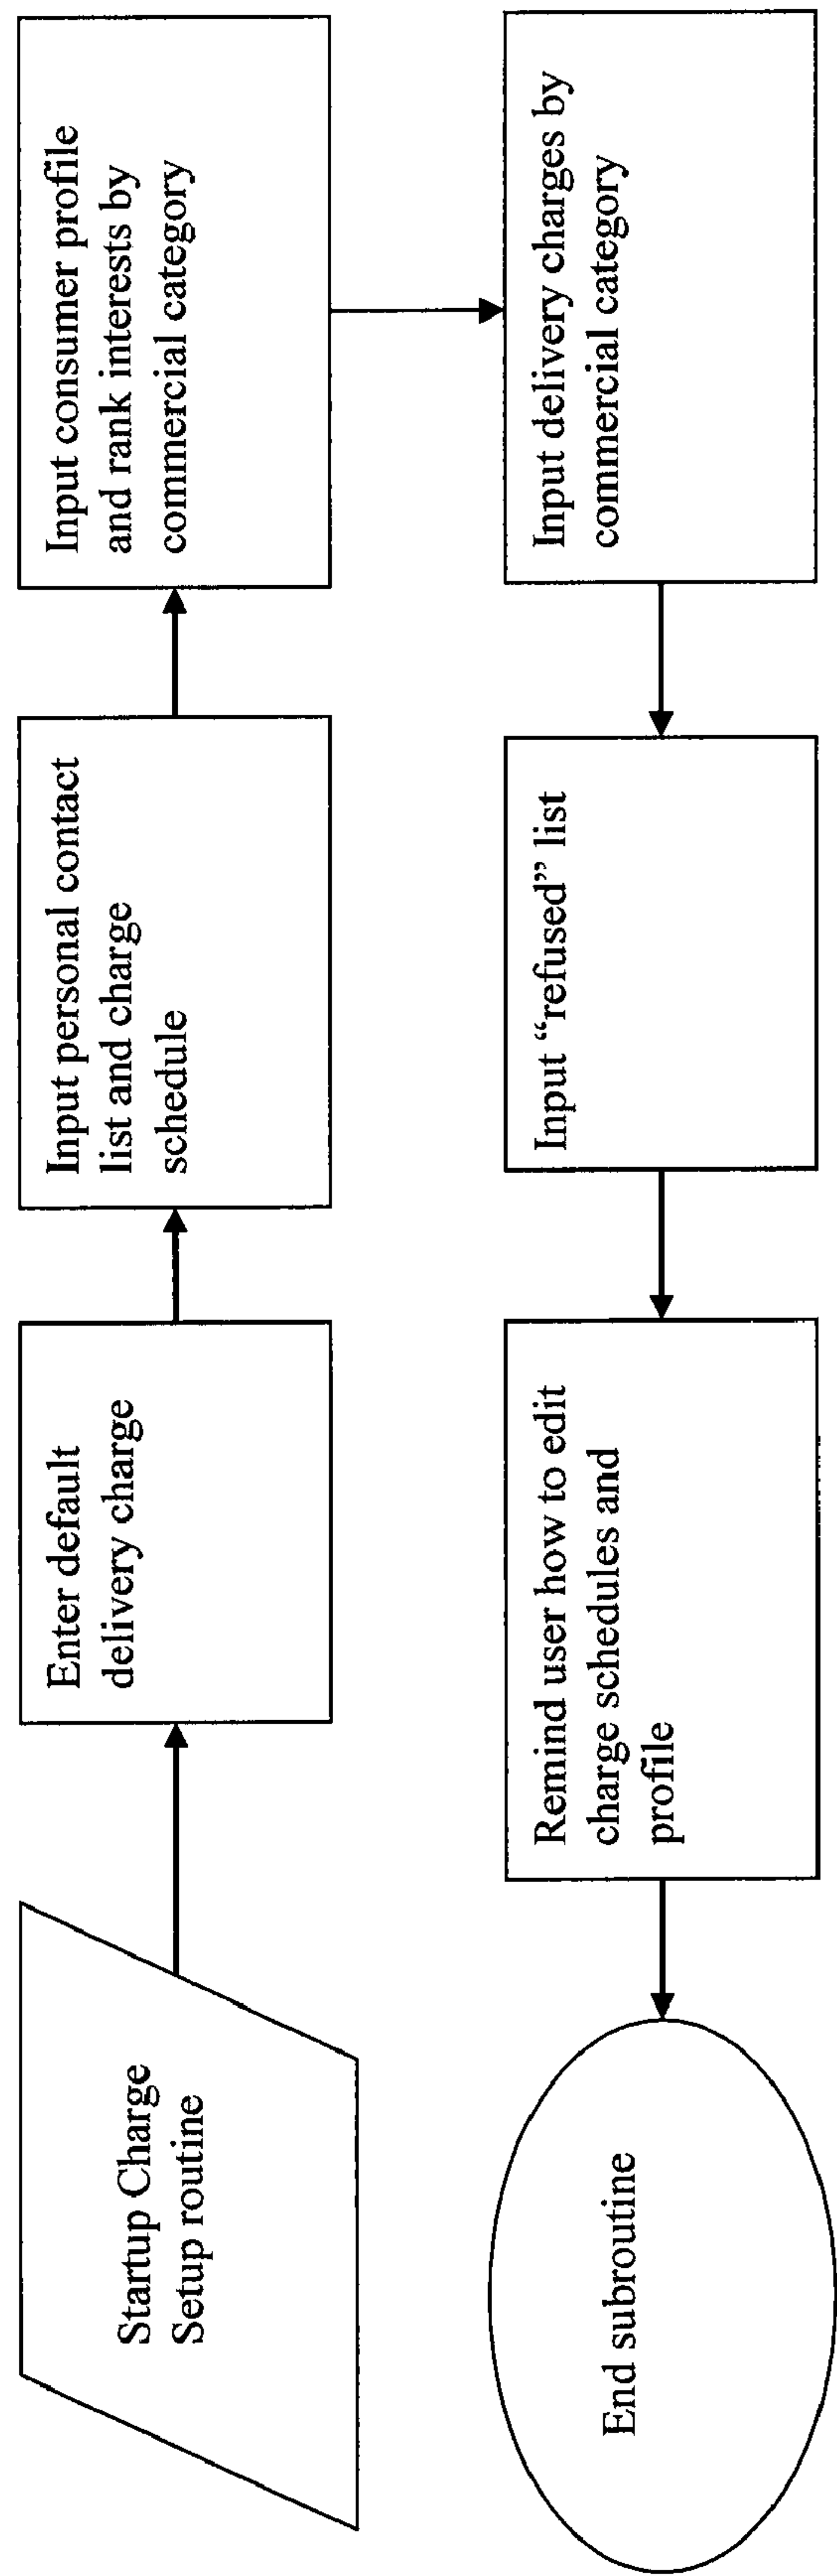 Startup Charge
Setup routine
Enter default
delivery charge
Input personal contact
list and charge
schedule
Input consumer profile
and rank interests by
commercial category
Input delivery charges by
commercial category
Input “refused” list
Remind user how to edit
charge schedules and
profile
End subroutine